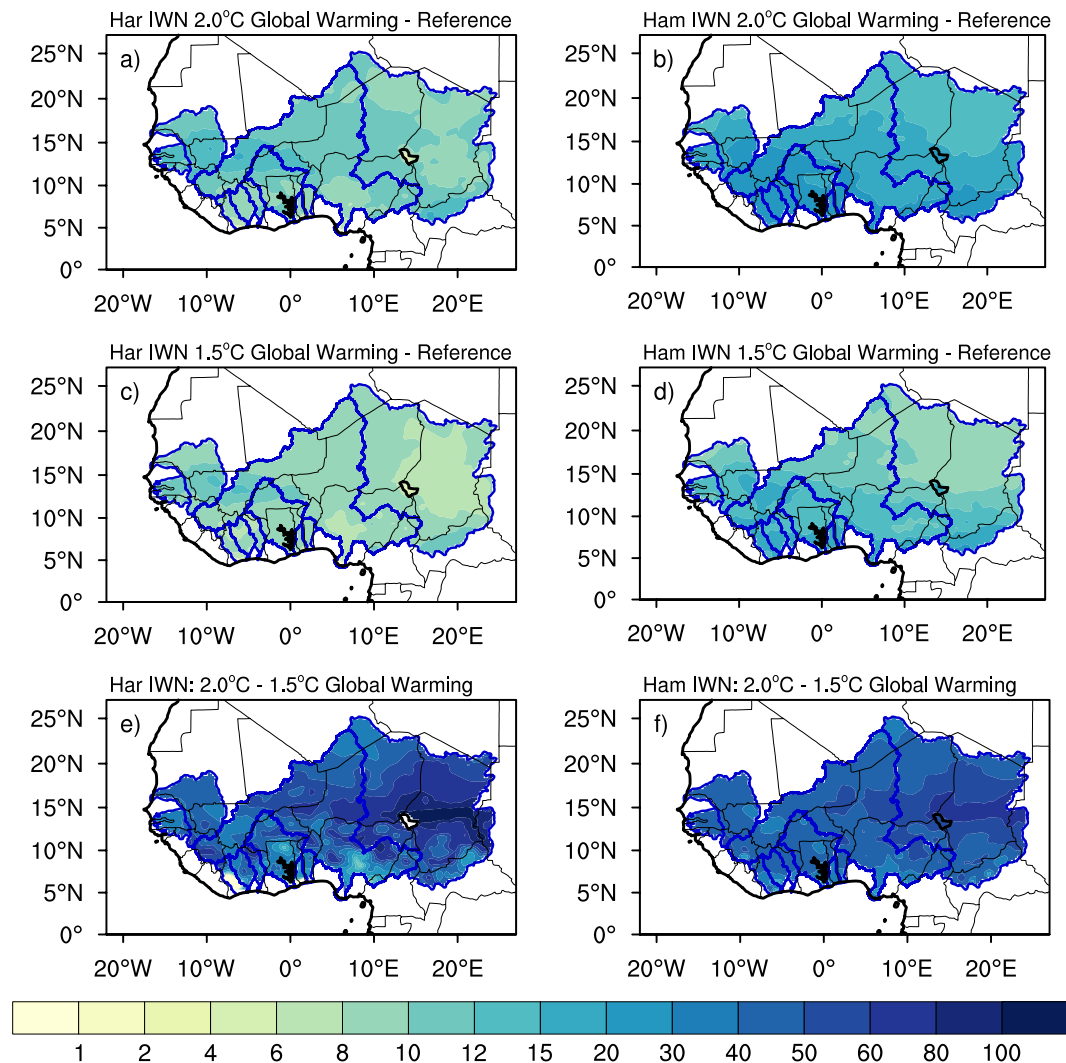 Har IWN 2.0°C Global Warming - Reference
Ham IWN 2.0°C Global Warming - Reference
a)
b)
25°N
20°N
15°N
10°N
5°N
0°
25°N
20°N
15°N
10°N
5°N
0°
20°W 10°W 0° 10°E 20°E
20°W 10°W 0° 10°E 20°E
Har IWN 1.5°C Global Warming - Reference
Ham IWN 1.5°C Global Warming - Reference
c)
d)
25°N
20°N
15°N
10°N
5°N
0°
25°N
20°N
15°N
10°N
5°N
0°
20°W 10°W 0° 10°E 20°E
20°W 10°W 0° 10°E 20°E
Har IWN: 2.0°C - 1.5°C Global Warming
Ham IWN: 2.0°C - 1.5°C Global Warming
e)
f)
25°N
20°N
15°N
10°N
5°N
0°
25°N
20°N
15°N
10°N
5°N
0°
20°W 10°W 0° 10°E 20°E
20°W 10°W 0° 10°E 20°E
1 2 4 6 8 10 12 15 20 30 40 50 60 80 100